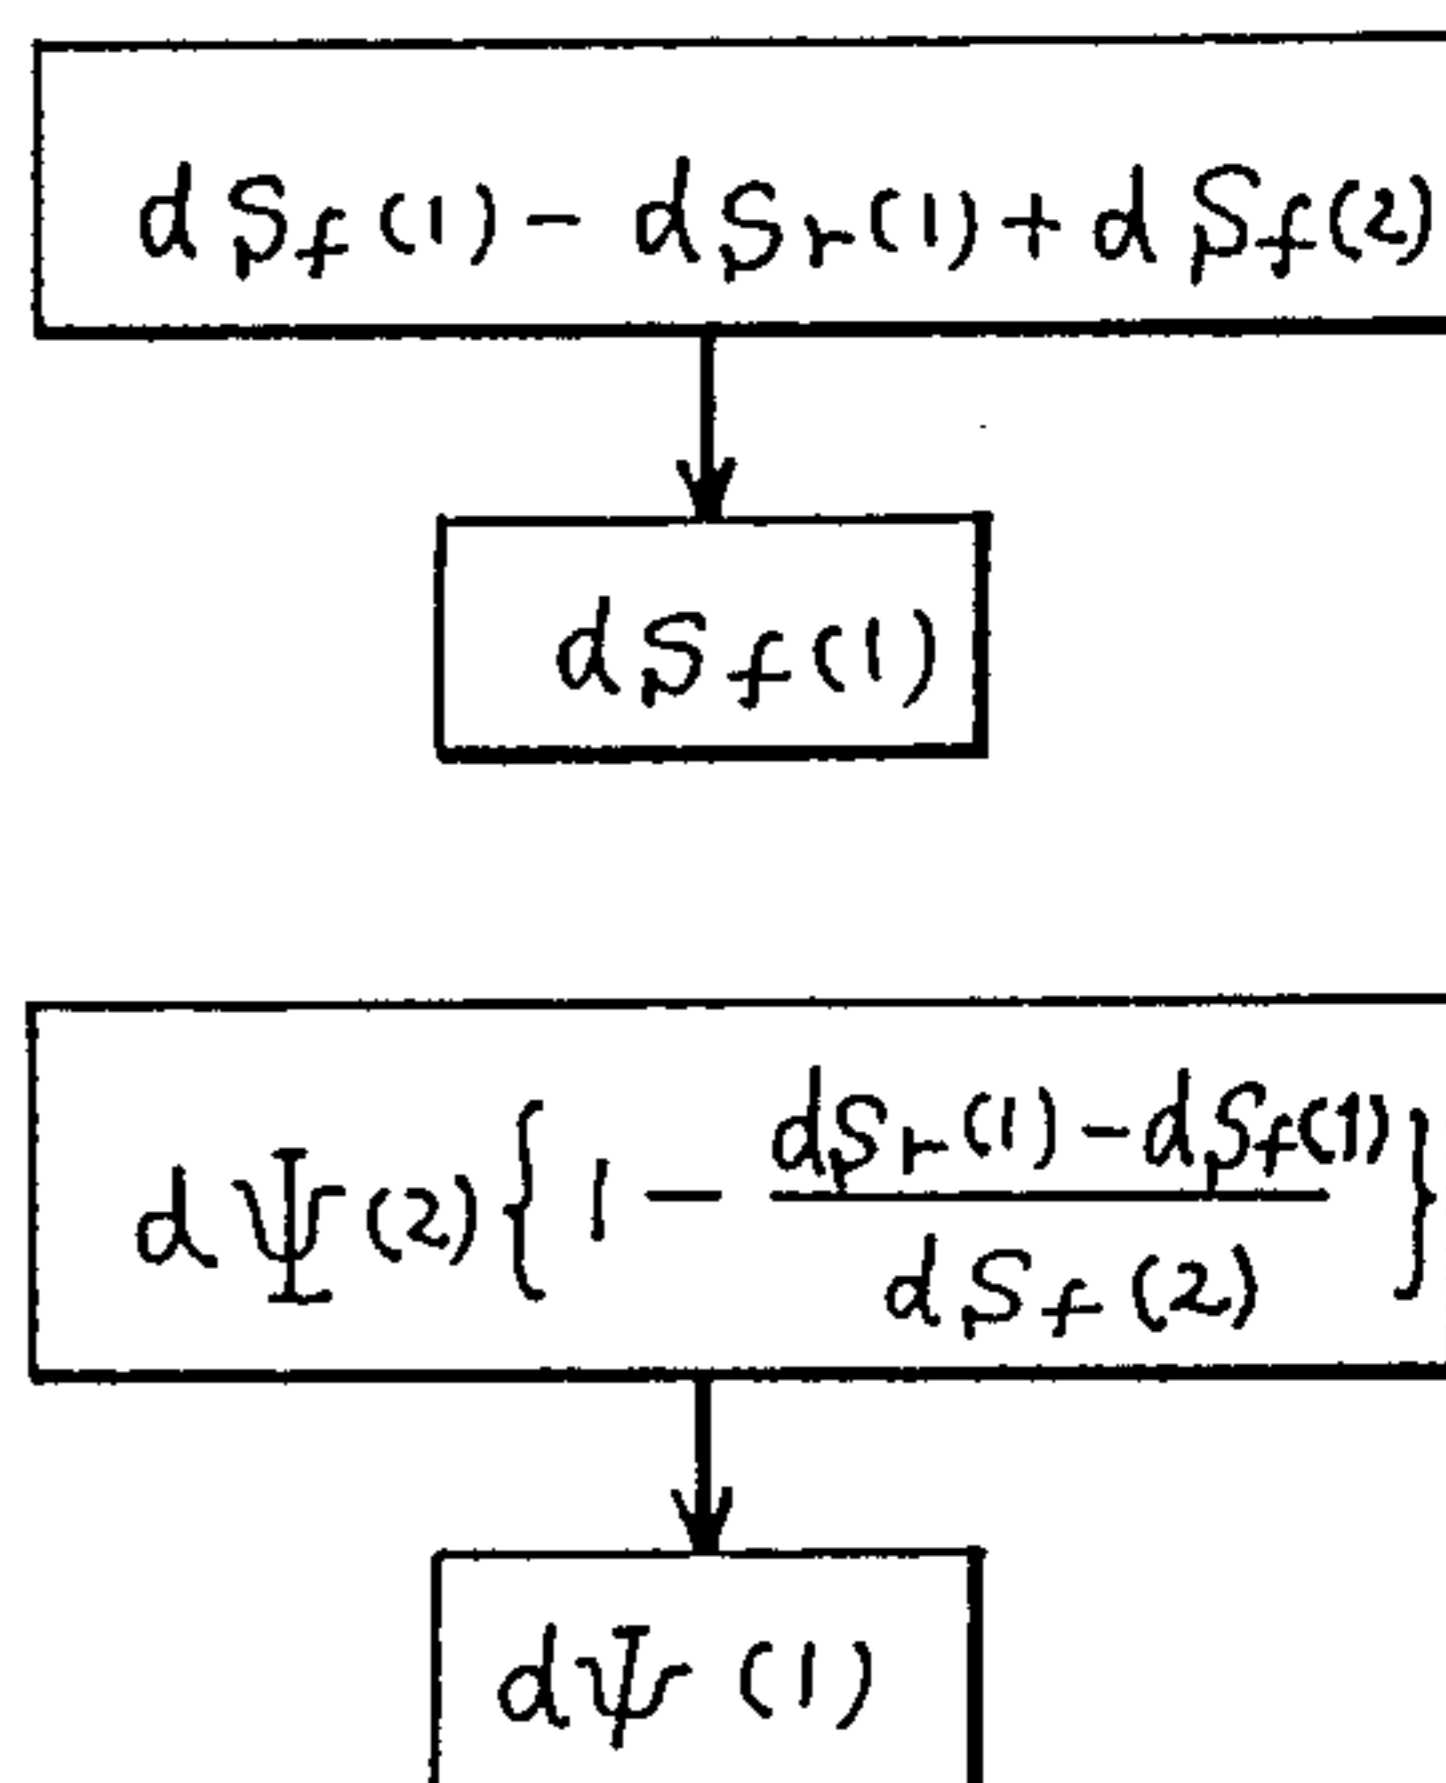 dSf(1) - dSr(1) + dSf(2)
dSf(1)
dΨ(2){1 - (dSr(1) - dSf(1))/dSf(2)}
dΨ(1)